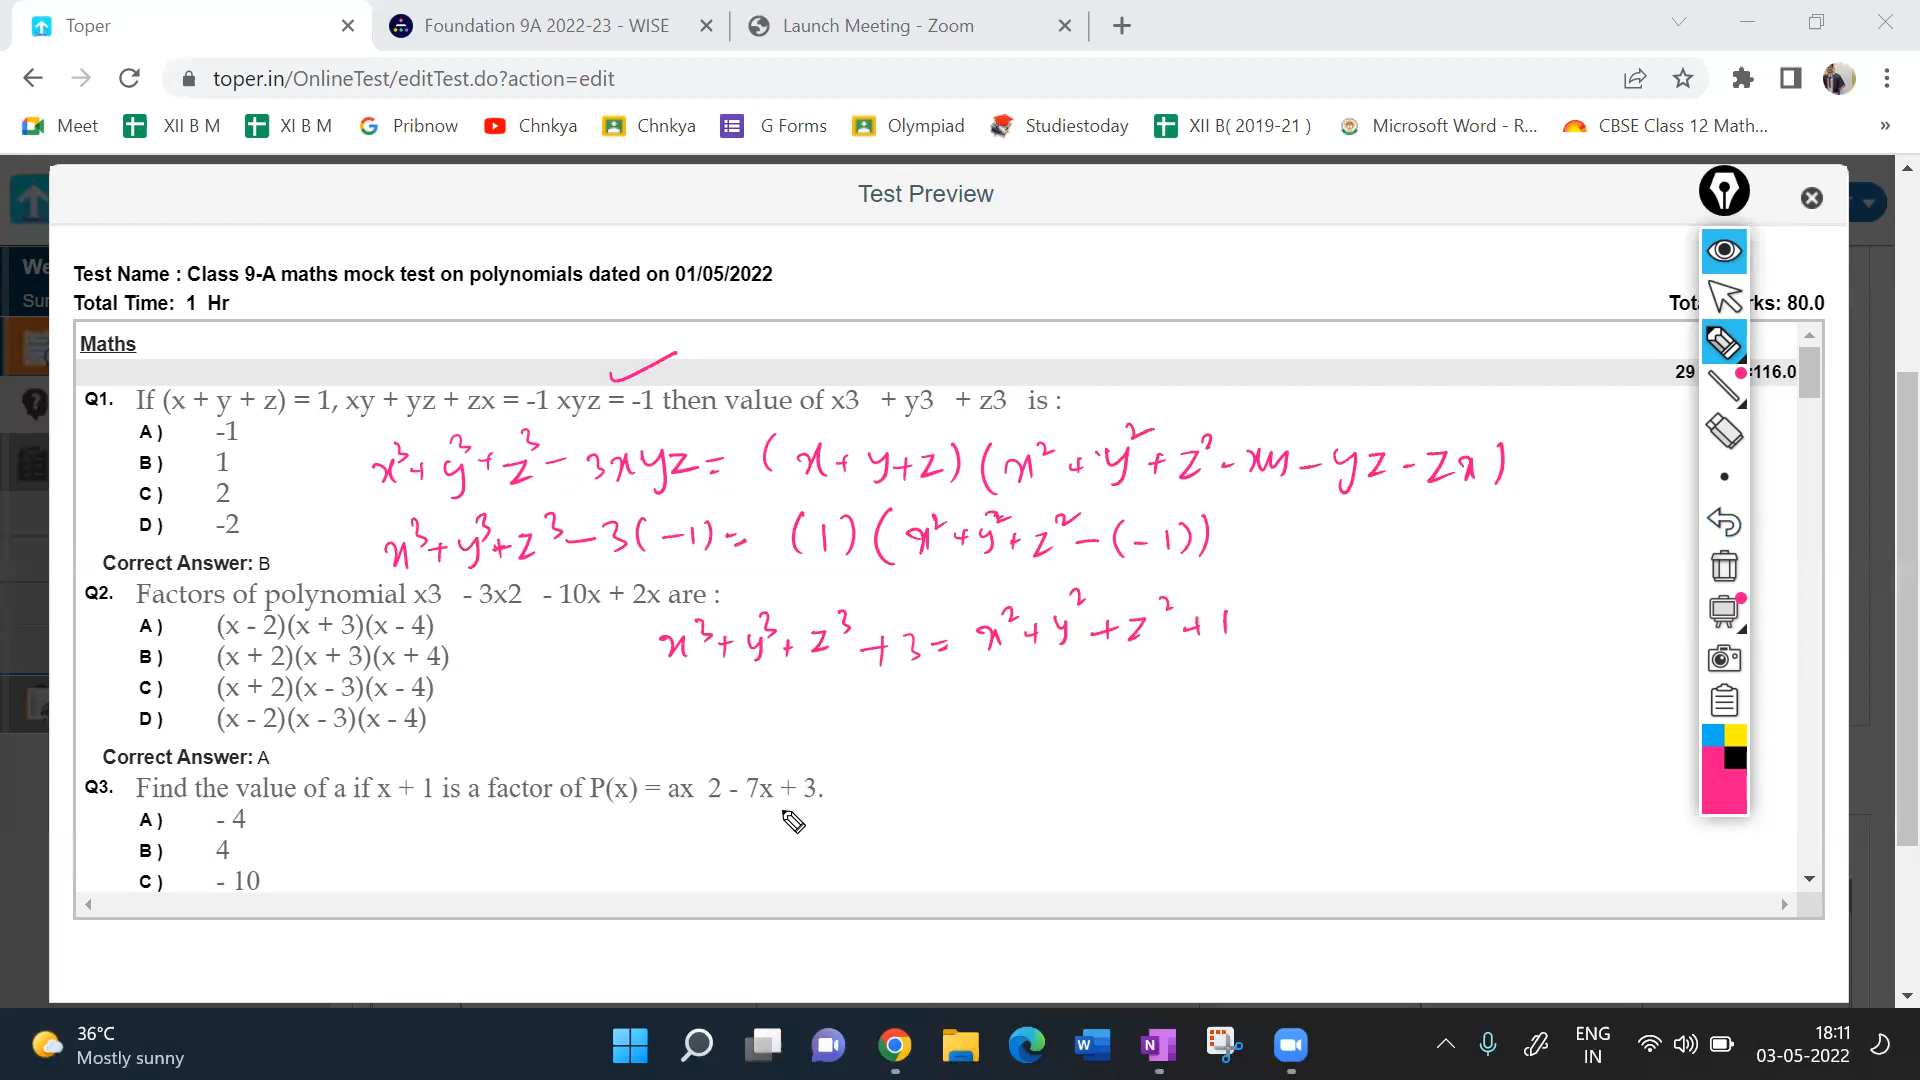 Toper
Foundation 9A 2022-23 - WISE
Launch Meeting - Zoom
toper.in/OnlineTest/editTest.do?action=edit
Meet XII B M XI B M Pribnow Chnkya Chnkya G Forms Olympiad Studiestoday XII B( 2019-21 ) Microsoft Word - R... CBSE Class 12 Math... »
Test Preview
Test Name : Class 9-A maths mock test on polynomials dated on 01/05/2022
Total Time: 1 Hr
rks: 80.0
Maths
29 :116.0
Q1. If (x + y + z) = 1, xy + yz + zx = -1 xyz = -1 then value of x3 + y3 + z3 is :
A ) -1
B ) 1
C ) 2
D ) -2
x³ + y³ + z³ - 3xyz = (x + y + z) (x² + y² + z² - xy - yz - zx)
x³ + y³ + z³ - 3(-1) = (1) (x² + y² + z² - (-1))
Correct Answer: B
Q2. Factors of polynomial x3 - 3x2 - 10x + 2x are :
A ) (x - 2)(x + 3)(x - 4)
B ) (x + 2)(x + 3)(x + 4)
C ) (x + 2)(x - 3)(x - 4)
D ) (x - 2)(x - 3)(x - 4)
x³ + y³ + z³ + 3 = x² + y² + z² + 1
Correct Answer: A
Q3. Find the value of a if x + 1 is a factor of P(x) = ax 2 - 7x + 3.
A ) - 4
B ) 4
C ) - 10
36°C
Mostly sunny
ENG
IN
18:11
03-05-2022